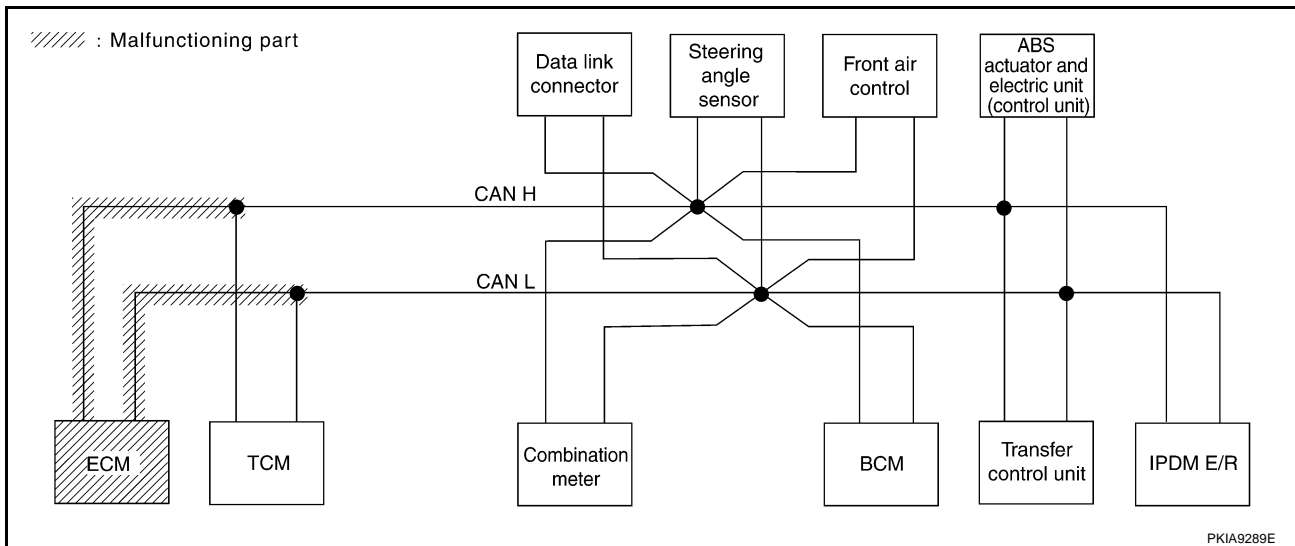 : Malfunctioning part
Data link
connector
Steering
angle
sensor
Front air
control
ABS
actuator and
electric unit
(control unit)
CAN H
CAN L
ECM
TCM
Combination
meter
BCM
Transfer
control unit
IPDM E/R
PKIA9289E